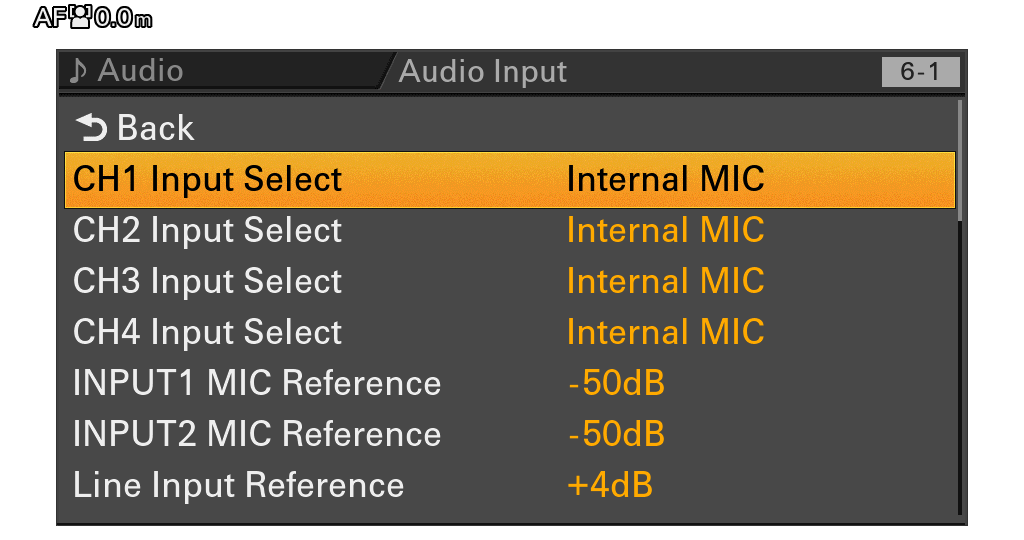 AF 0.0m
Audio Audio Input 6-1
Back
CH1 Input Select Internal MIC
CH2 Input Select Internal MIC
CH3 Input Select Internal MIC
CH4 Input Select Internal MIC
INPUT1 MIC Reference -50dB
INPUT2 MIC Reference -50dB
Line Input Reference +4dB